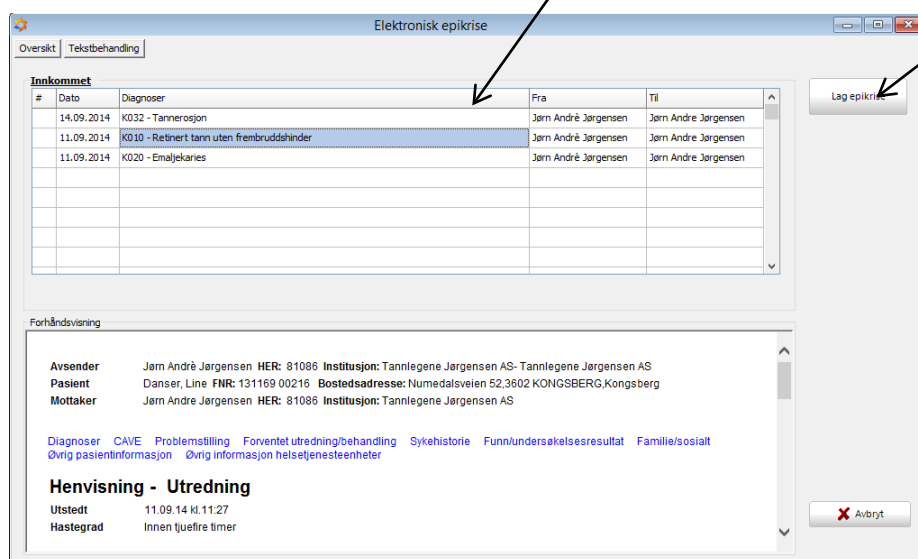 Elektronisk epikrise
Oversikt Tekstbehandling
Innkommet
# Dato Diagnoser Fra Til
14.09.2014 K032 - Tannerosjon Jørn Andrè Jørgensen Jørn Andre Jørgensen
11.09.2014 K010 - Retinert tann uten frembruddshinder Jørn Andrè Jørgensen Jørn Andre Jørgensen
11.09.2014 K020 - Emaljekaries Jørn Andrè Jørgensen Jørn Andre Jørgensen
Lag epikrise
Forhåndsvisning
Avsender Jørn Andrè Jørgensen HER: 81086 Institusjon: Tannlegene Jørgensen AS- Tannlegene Jørgensen AS
Pasient Danser, Line FNR: 131169 00216 Bostedsadresse: Numedalsveien 52,3602 KONGSBERG,Kongsberg
Mottaker Jørn Andre Jørgensen HER: 81086 Institusjon: Tannlegene Jørgensen AS
Diagnoser CAVE Problemstilling Forventet utredning/behandling Sykehistorie Funn/undersøkelsesresultat Familie/sosialt
Øvrig pasientinformasjon Øvrig informasjon helsetjenesteenheter
Henvisning - Utredning
Utstedt 11.09.14 kl.11:27
Hastegrad Innen tjuefire timer
Avbryt